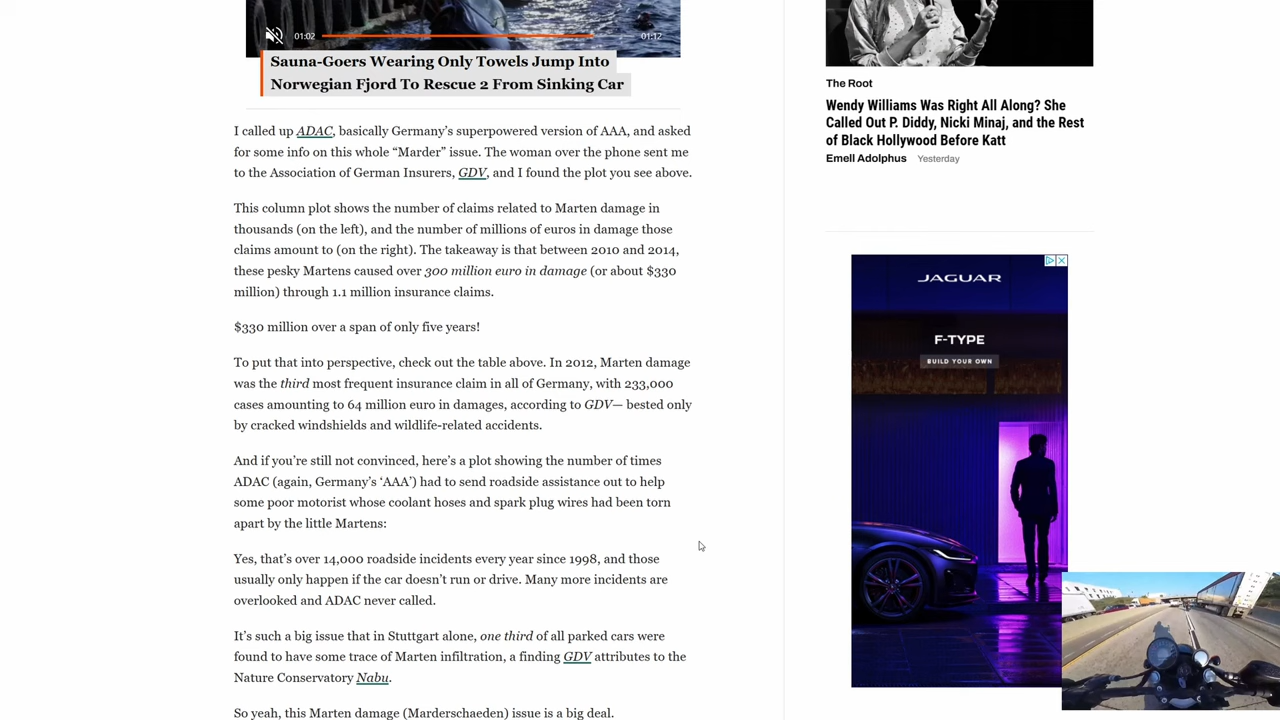 01:02
01:12
Sauna-Goers Wearing Only Towels Jump Into
Norwegian Fjord To Rescue 2 From Sinking Car
I called up ADAC, basically Germany’s superpowered version of AAA, and asked
for some info on this whole “Marder” issue. The woman over the phone sent me
to the Association of German Insurers, GDV, and I found the plot you see above.
This column plot shows the number of claims related to Marten damage in
thousands (on the left), and the number of millions of euros in damage those
claims amount to (on the right). The takeaway is that between 2010 and 2014,
these pesky Martens caused over 300 million euro in damage (or about $330
million) through 1.1 million insurance claims.
$330 million over a span of only five years!
To put that into perspective, check out the table above. In 2012, Marten damage
was the third most frequent insurance claim in all of Germany, with 233,000
cases amounting to 64 million euro in damages, according to GDV— bested only
by cracked windshields and wildlife-related accidents.
And if you’re still not convinced, here’s a plot showing the number of times
ADAC (again, Germany’s ‘AAA’) had to send roadside assistance out to help
some poor motorist whose coolant hoses and spark plug wires had been torn
apart by the little Martens:
Yes, that’s over 14,000 roadside incidents every year since 1998, and those
usually only happen if the car doesn’t run or drive. Many more incidents are
overlooked and ADAC never called.
It’s such a big issue that in Stuttgart alone, one third of all parked cars were
found to have some trace of Marten infiltration, a finding GDV attributes to the
Nature Conservatory Nabu.
So yeah, this Marten damage (Marderschaeden) issue is a big deal.
The Root
Wendy Williams Was Right All Along? She
Called Out P. Diddy, Nicki Minaj, and the Rest
of Black Hollywood Before Katt
Emell Adolphus Yesterday
JAGUAR
F-TYPE
BUILD YOUR OWN